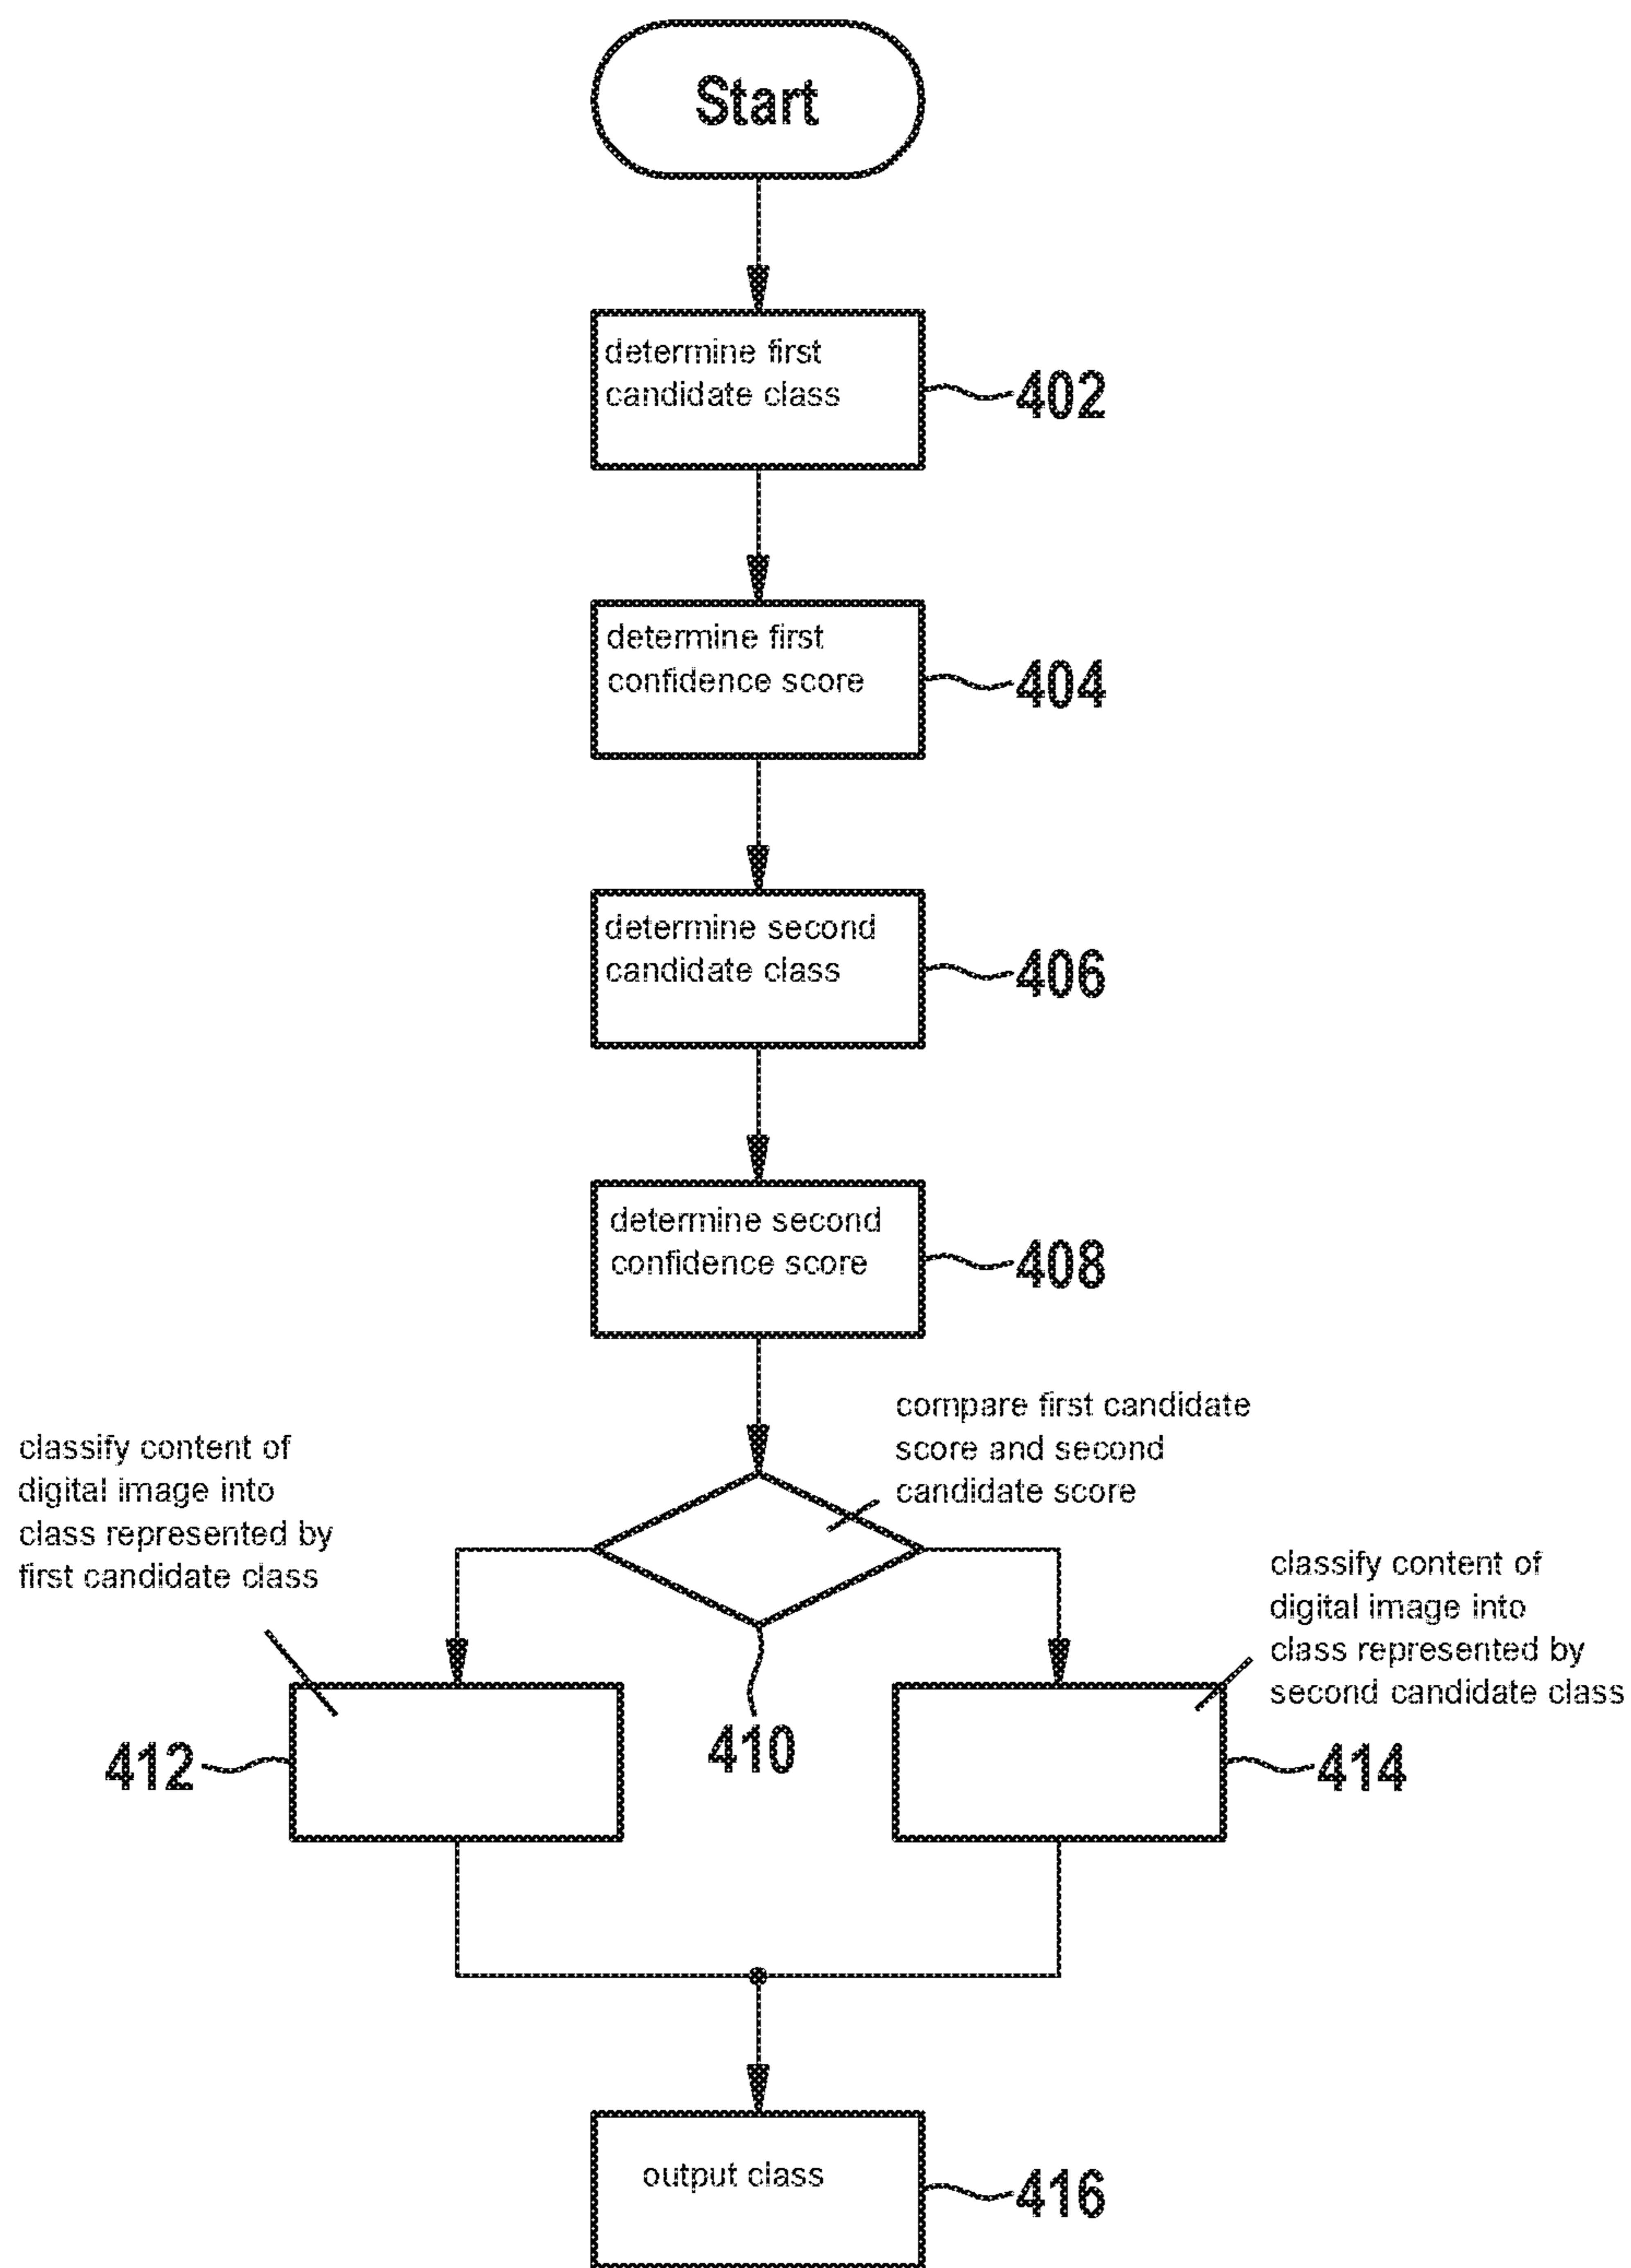 Start
determine first
candidate class
402
determine first
confidence score
404
determine second
candidate class
406
determine second
confidence score
408
compare first candidate
score and second
candidate score
classify content of
digital image into
class represented by
first candidate class
classify content of
digital image into
class represented by
second candidate class
410
412
414
output class
416